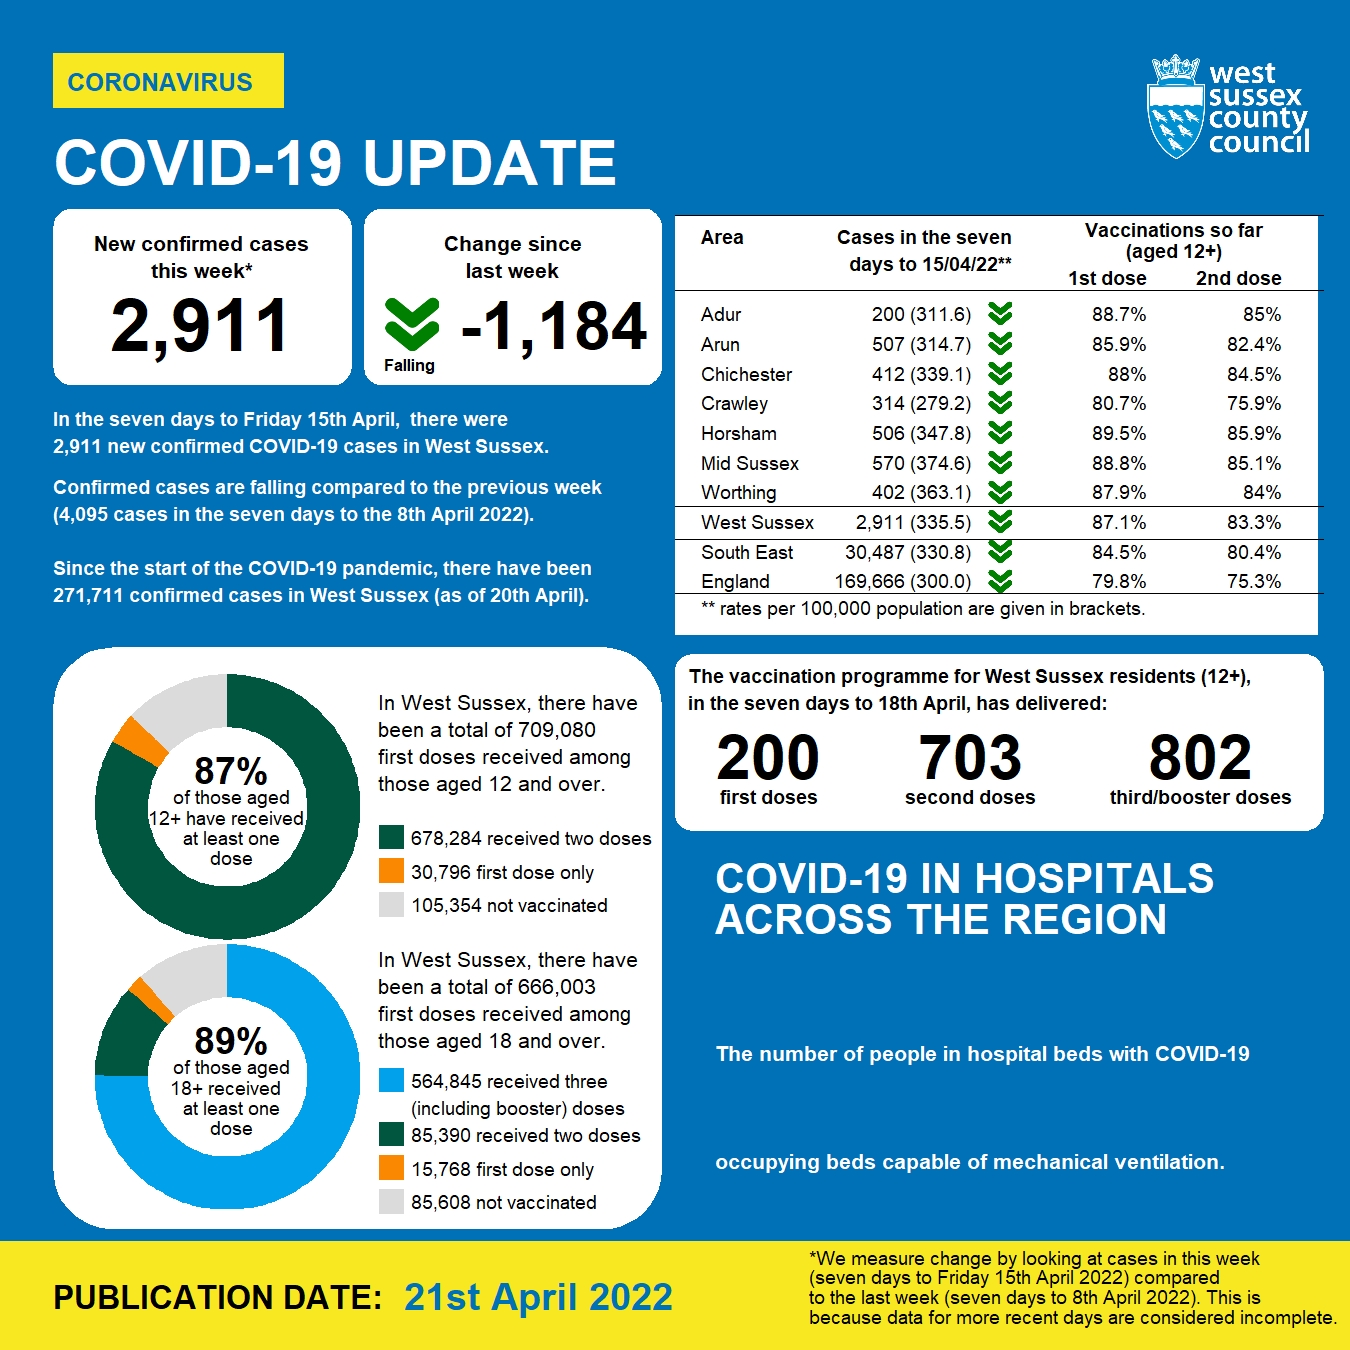 CORONAVIRUS
west
sussex
county
council
COVID-19 UPDATE
New confirmed cases
this week*
2,911
Change since
last week
-1,184
Falling
In the seven days to Friday 15th April,  there were
2,911 new confirmed COVID-19 cases in West Sussex.
Confirmed cases are falling compared to the previous week
(4,095 cases in the seven days to the 8th April 2022).
Since the start of the COVID-19 pandemic, there have been
271,711 confirmed cases in West Sussex (as of 20th April).
Area Cases in the seven days to 15/04/22** Vaccinations so far (aged 12+)
1st dose 2nd dose
Adur 200 (311.6) 88.7% 85%
Arun 507 (314.7) 85.9% 82.4%
Chichester 412 (339.1) 88% 84.5%
Crawley 314 (279.2) 80.7% 75.9%
Horsham 506 (347.8) 89.5% 85.9%
Mid Sussex 570 (374.6) 88.8% 85.1%
Worthing 402 (363.1) 87.9% 84%
West Sussex 2,911 (335.5) 87.1% 83.3%
South East 30,487 (330.8) 84.5% 80.4%
England 169,666 (300.0) 79.8% 75.3%
** rates per 100,000 population are given in brackets.
87%
of those aged
12+ have received
at least one
dose
In West Sussex, there have
been a total of 709,080
first doses received among
those aged 12 and over.
678,284 received two doses
30,796 first dose only
105,354 not vaccinated
89%
of those aged
18+ received
at least one
dose
In West Sussex, there have
been a total of 666,003
first doses received among
those aged 18 and over.
564,845 received three
(including booster) doses
85,390 received two doses
15,768 first dose only
85,608 not vaccinated
The vaccination programme for West Sussex residents (12+),
in the seven days to 18th April, has delivered:
200 703 802
first doses second doses third/booster doses
COVID-19 IN HOSPITALS
ACROSS THE REGION
The number of people in hospital beds with COVID-19
occupying beds capable of mechanical ventilation.
PUBLICATION DATE: 21st April 2022
*We measure change by looking at cases in this week
(seven days to Friday 15th April 2022) compared
to the last week (seven days to 8th April 2022). This is
because data for more recent days are considered incomplete.